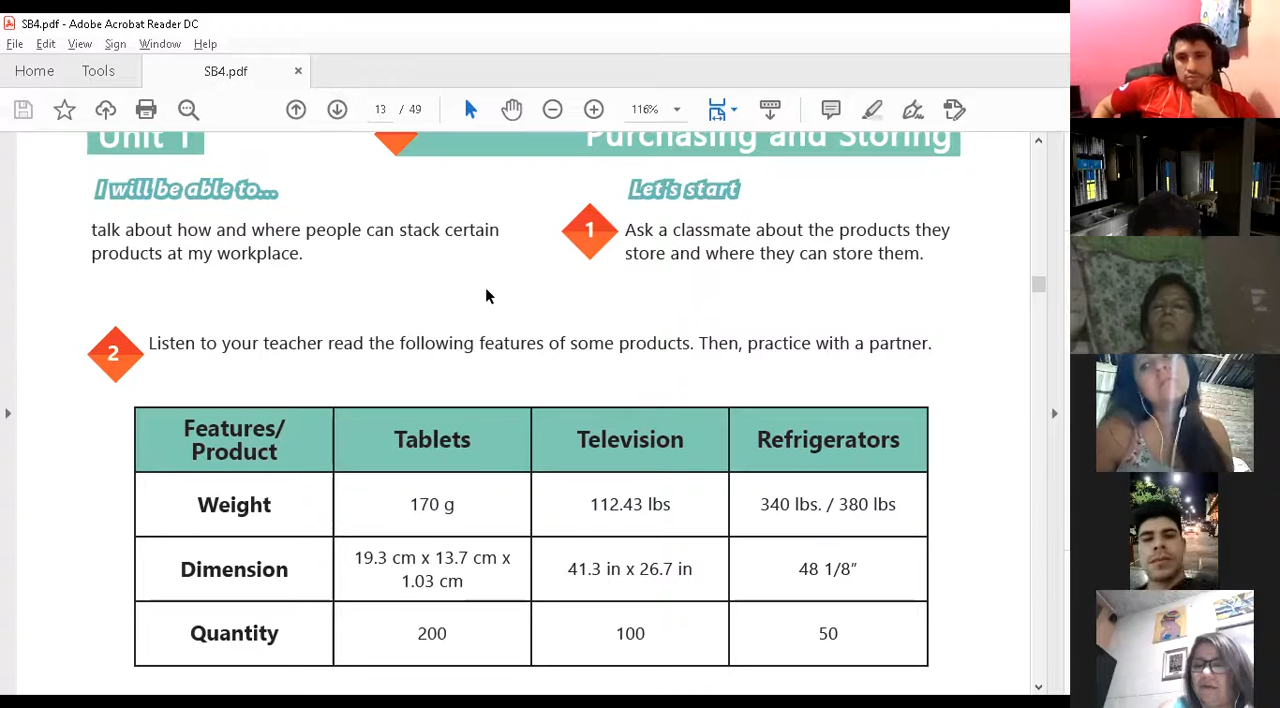 SB4.pdf - Adobe Acrobat Reader DC
File Edit View Sign Window Help
Home Tools SB4.pdf ×
13 / 49 116%
Unit 1 Purchasing and Storing
I will be able to...
talk about how and where people can stack certain
products at my workplace.
Let's start
1 Ask a classmate about the products they
store and where they can store them.
2 Listen to your teacher read the following features of some products. Then, practice with a partner.
Features/
Product
Tablets
Television
Refrigerators
Weight
170 g
112.43 lbs
340 lbs. / 380 lbs
Dimension
19.3 cm x 13.7 cm x
1.03 cm
41.3 in x 26.7 in
48 1/8”
Quantity
200
100
50